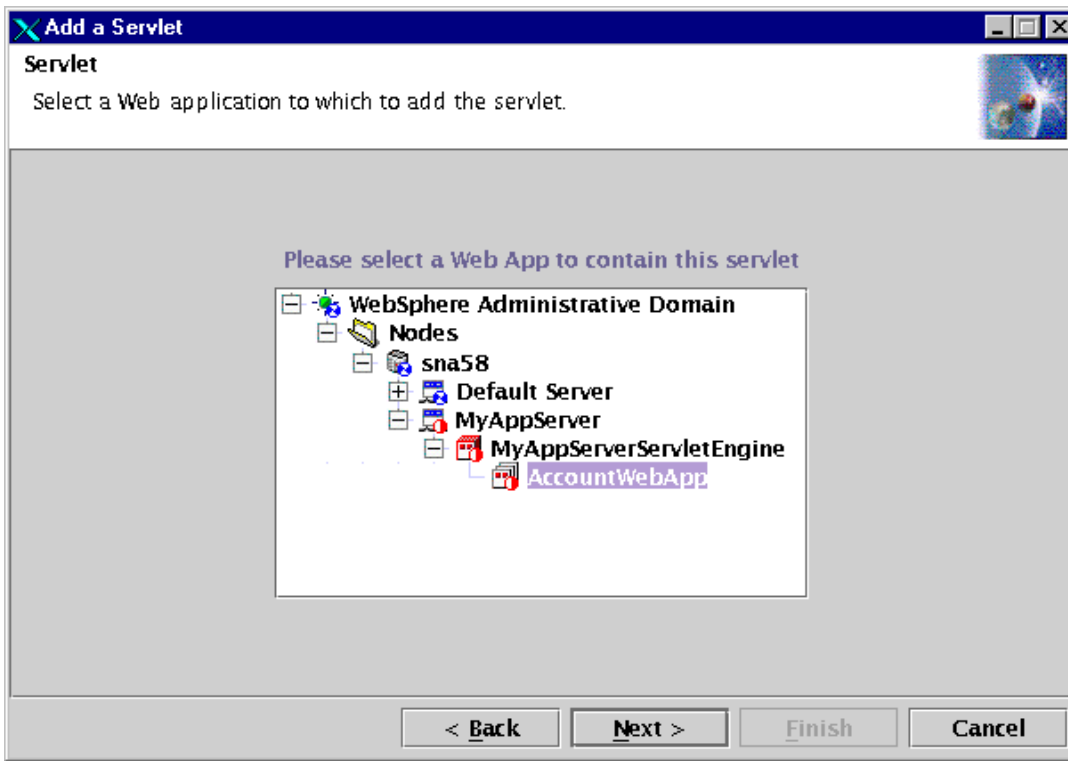 Add a Servlet
Servlet
Select a Web application to which to add the servlet.
Please select a Web App to contain this servlet
WebSphere Administrative Domain
Nodes
sna58
Default Server
MyAppServer
MyAppServerServletEngine
AccountWebApp
< Back Next > Finish Cancel